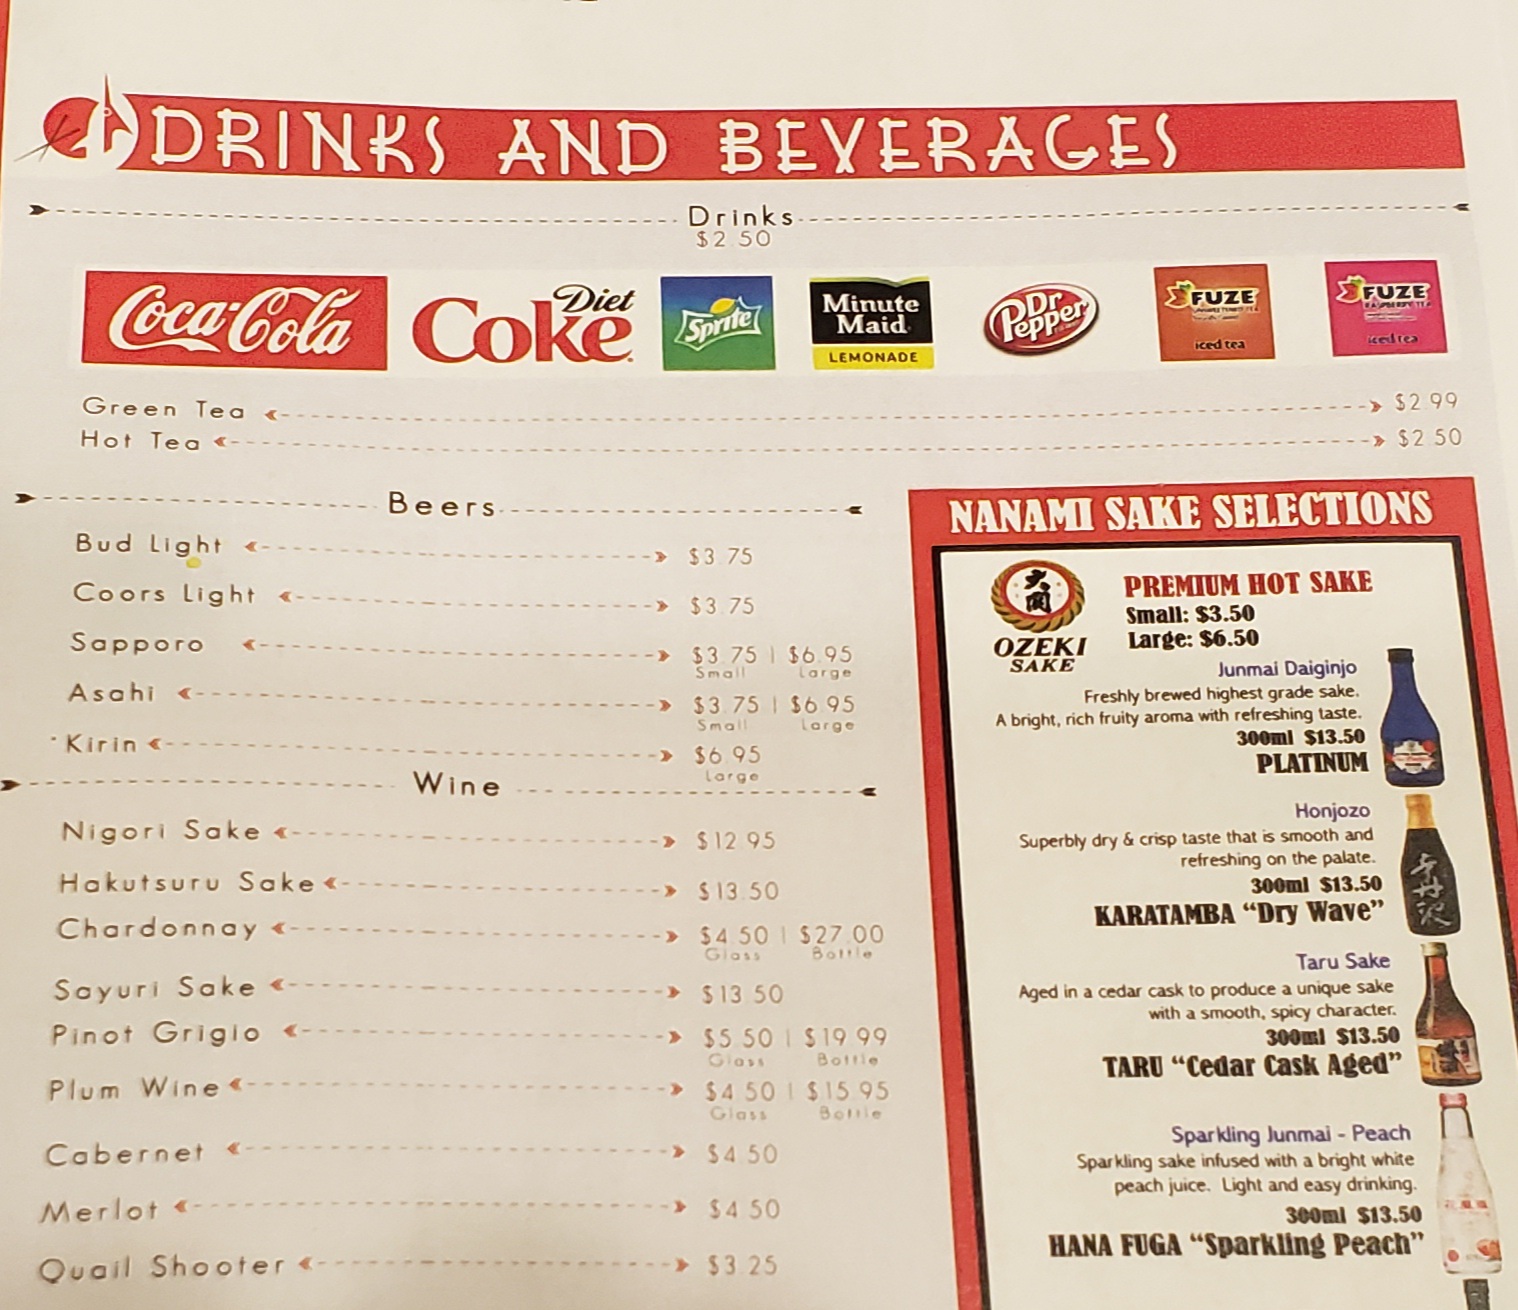 DRINKS AND BEVERAGES
Drinks
$2.50
Coca-Cola
Diet Coke
Sprite
Minute Maid
LEMONADE
Dr Pepper
FUZE
iced tea
FUZE
RASPBERRY TEA
iced tea
Green Tea $2.99
Hot Tea $2.50
Beers
Bud Light $3.75
Coors Light $3.75
Sapporo $3.75 | $6.95
Small Large
Asahi $3.75 | $6.95
Small Large
Kirin $6.95
Large
Wine
Nigori Sake $12.95
Hakutsuru Sake $13.50
Chardonnay $4.50 | $27.00
Glass Bottle
Sayuri Sake $13.50
Pinot Grigio $5.50 | $19.99
Glass Bottle
Plum Wine $4.50 | $15.95
Glass Bottle
Cabernet $4.50
Merlot $4.50
Quail Shooter $3.25
NANAMI SAKE SELECTIONS
大関
OZEKI
SAKE
PREMIUM HOT SAKE
Small: $3.50
Large: $6.50
Junmai Daiginjo
Freshly brewed highest grade sake.
A bright, rich fruity aroma with refreshing taste.
300ml $13.50
PLATINUM
Honjozo
Superbly dry & crisp taste that is smooth and
refreshing on the palate.
300ml $13.50
KARATAMBA “Dry Wave”
Taru Sake
Aged in a cedar cask to produce a unique sake
with a smooth, spicy character.
300ml $13.50
TARU “Cedar Cask Aged”
Sparkling Junmai - Peach
Sparkling sake infused with a bright white
peach juice. Light and easy drinking.
300ml $13.50
HANA FUGA “Sparkling Peach”